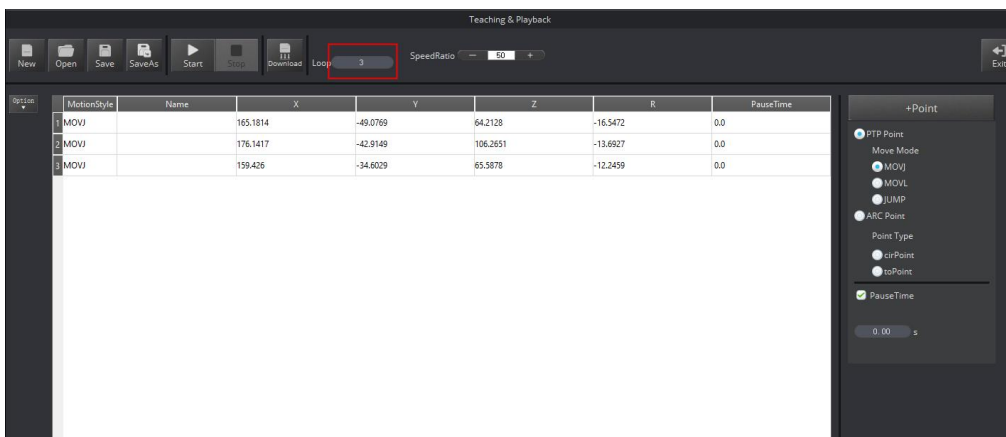 Teaching & Playback
New Open Save SaveAs Start Stop Download Loop 3 SpeedRatio − 50 + Exit
Option
MotionStyle Name X Y Z R PauseTime
1 MOVJ 165.1814 -49.0769 64.2128 -16.5472 0.0
2 MOVJ 176.1417 -42.9149 106.2651 -13.6927 0.0
3 MOVJ 159.426 -34.6029 65.5878 -12.2459 0.0
+Point
PTP Point
Move Mode
MOVJ
MOVL
JUMP
ARC Point
Point Type
cirPoint
toPoint
PauseTime
0.00 s